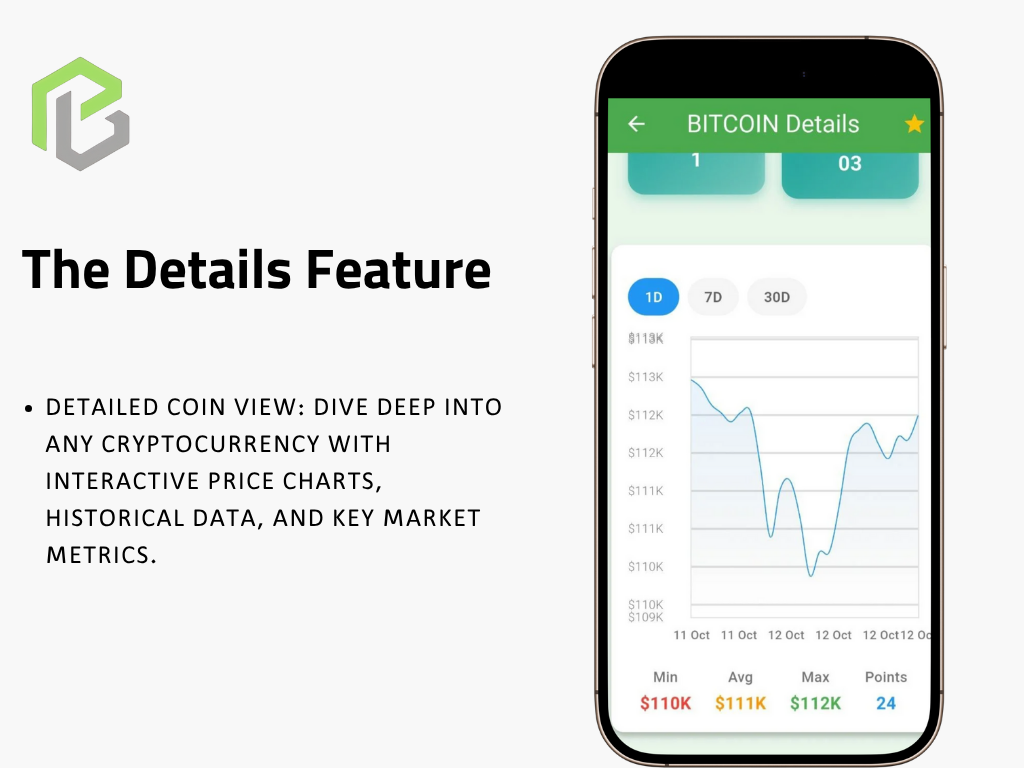 The Details Feature
• DETAILED COIN VIEW: DIVE DEEP INTO
ANY CRYPTOCURRENCY WITH
INTERACTIVE PRICE CHARTS,
HISTORICAL DATA, AND KEY MARKET
METRICS.
BITCOIN Details
1 03
1D 7D 30D
$113K
$113K
$112K
$112K
$111K
$111K
$110K
$110K
$109K
11 Oct 11 Oct 12 Oct 12 Oct 12 Oct 12 Oc
Min Avg Max Points
$110K $111K $112K 24